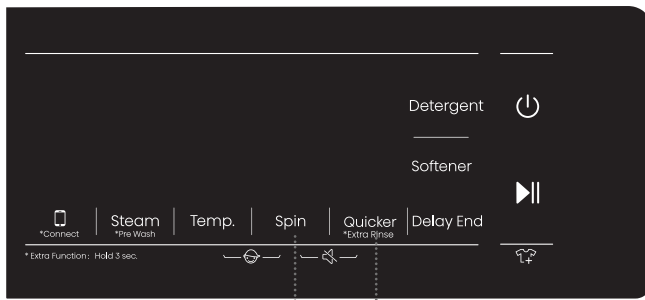 Detergent
Softener
Steam Temp. Spin Quicker Delay End
*Connect *Pre Wash *Extra Rinse
* Extra Function: Hold 3 sec.